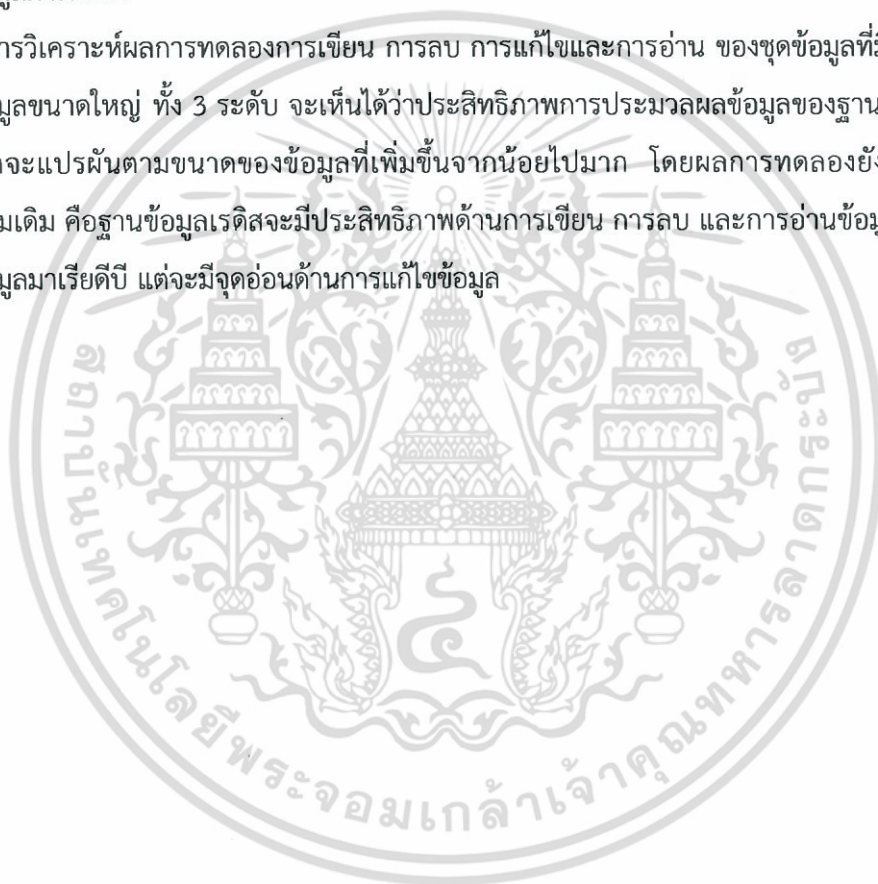 การวิเคราะห์ผลการทดลองการเขียน การลบ การแก้ไขและการอ่าน ของชุดข้อมูลที่
มูลขนาดใหญ่ ทั้ง 3 ระดับ จะเห็นได้ว่าประสิทธิภาพการประมวลผลข้อมูลของฐาน
จะแปรผันตามขนาดของข้อมูลที่เพิ่มขึ้นจากน้อยไปมาก โดยผลการทดลองยัง
มเดิม คือฐานข้อมูลเรดิสจะมีประสิทธิภาพด้านการเขียน การลบ และการอ่านข้อมู
มูลมาเรียดีบี แต่จะมีจุดอ่อนด้านการแก้ไขข้อมูล
สถาบันเทคโนโลยีพระจอมเกล้าเจ้าคุณทหารลาดกระบัง